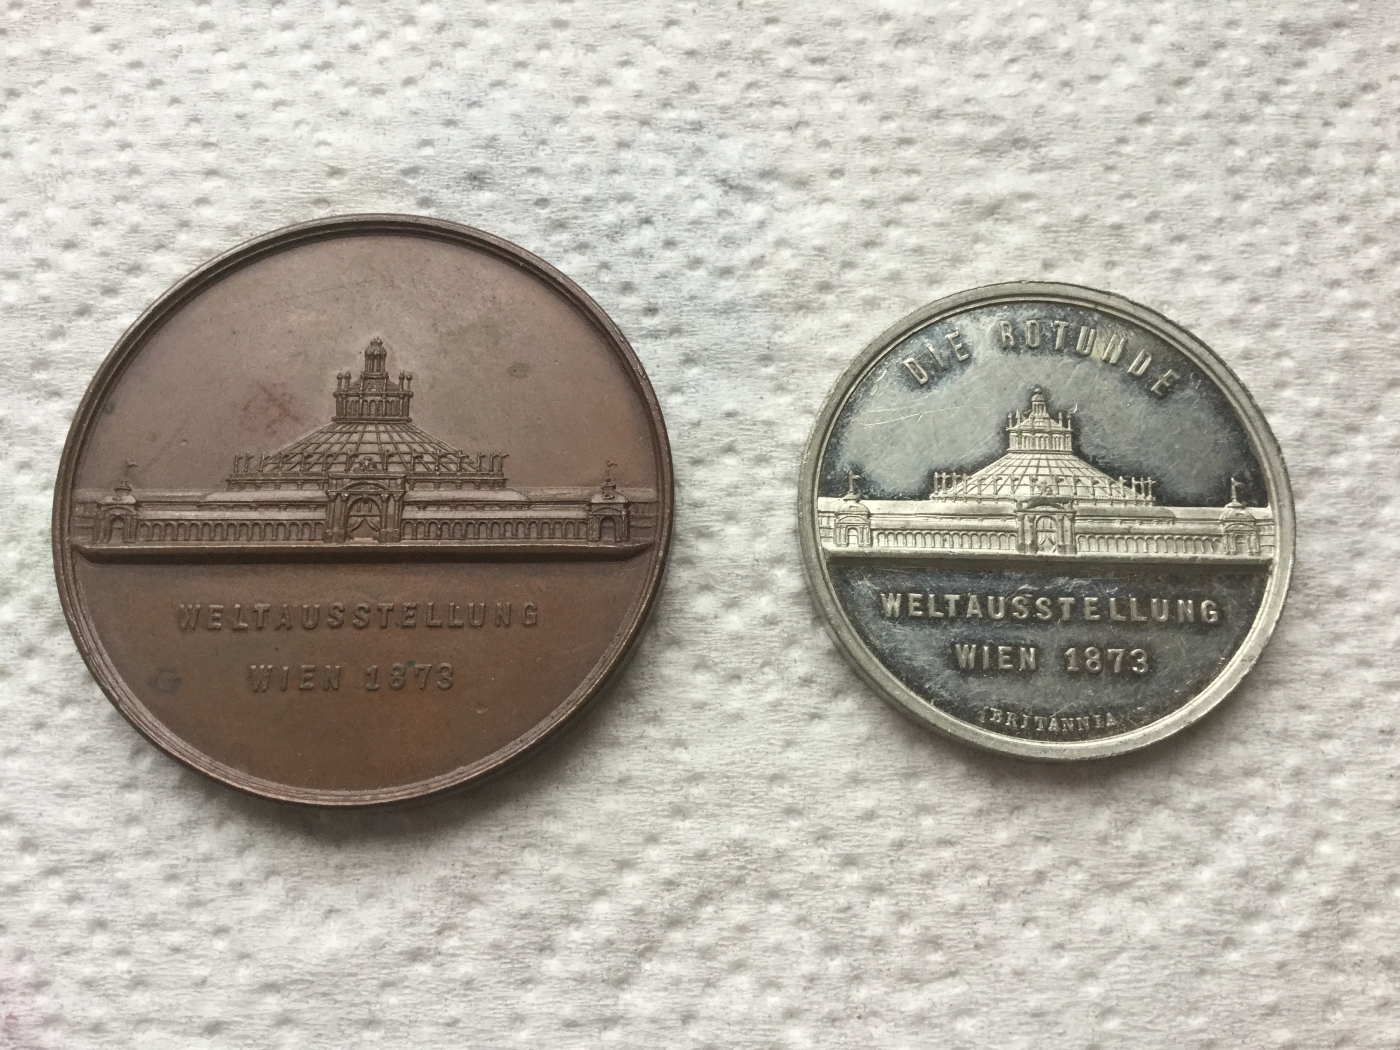 WELTAUSSTELLUNG
WIEN 1873
DIE ROTUNDE
WELTAUSSTELLUNG
WIEN 1873
BRITANNIA